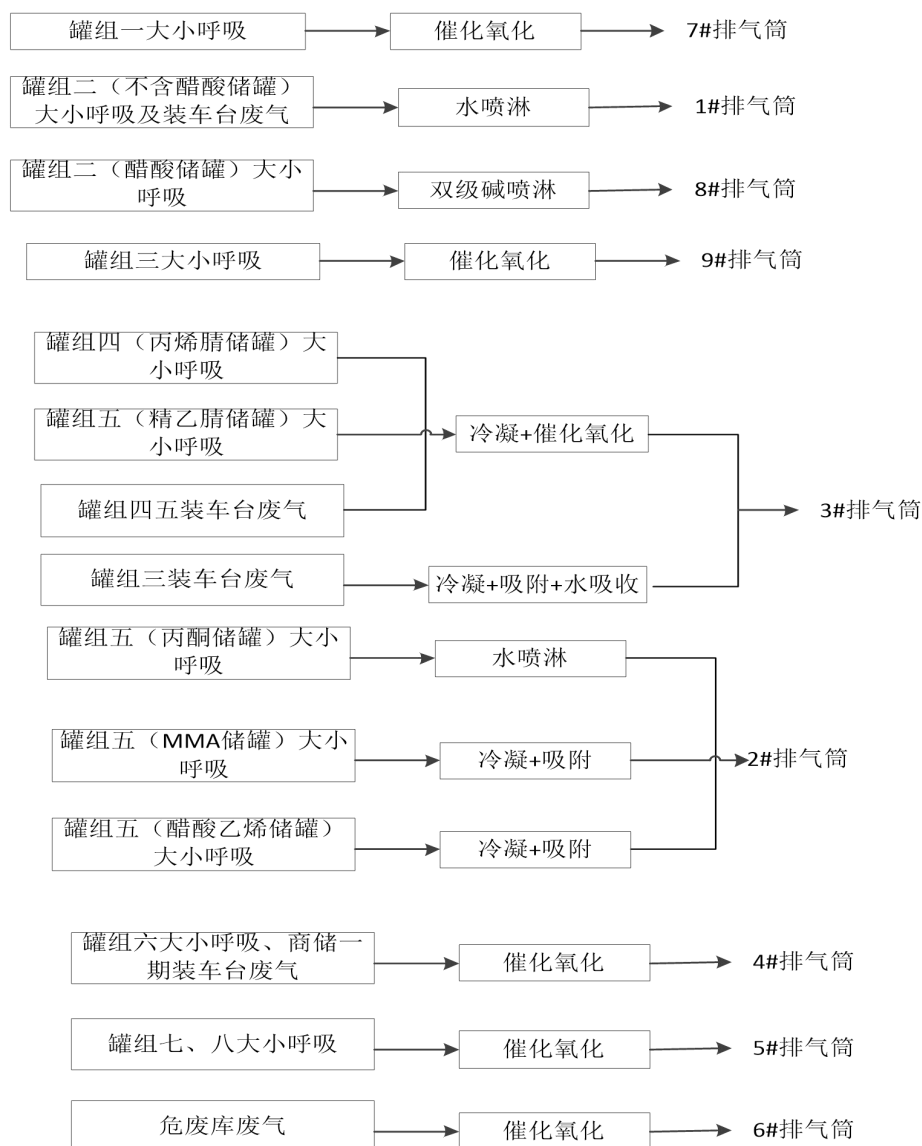 罐组一大小呼吸
催化氧化
7#排气筒
罐组二（不含醋酸储罐）
大小呼吸及装车台废气
水喷淋
1#排气筒
罐组二（醋酸储罐）大小
呼吸
双级碱喷淋
8#排气筒
罐组三大小呼吸
催化氧化
9#排气筒
罐组四（丙烯腈储罐）大
小呼吸
罐组五（精乙腈储罐）大
小呼吸
冷凝+催化氧化
罐组四五装车台废气
3#排气筒
罐组三装车台废气
冷凝+吸附+水吸收
罐组五（丙酮储罐）大小
呼吸
水喷淋
罐组五（MMA储罐）大小
呼吸
冷凝+吸附
2#排气筒
罐组五（醋酸乙烯储罐）
大小呼吸
冷凝+吸附
罐组六大小呼吸、商储一
期装车台废气
催化氧化
4#排气筒
罐组七、八大小呼吸
催化氧化
5#排气筒
危废库废气
催化氧化
6#排气筒